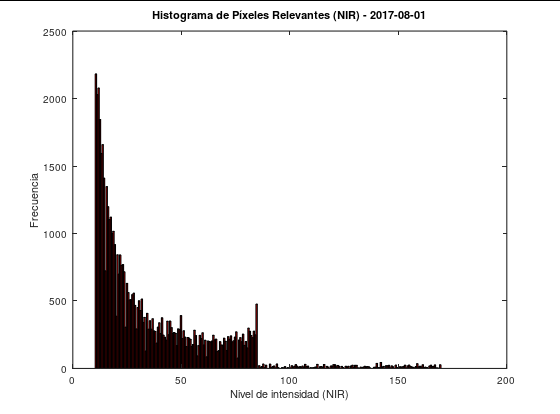 Histograma de Píxeles Relevantes (NIR) - 2017-08-01
2500
2000
1500
1000
500
0
0 50 100 150 200
Frecuencia
Nivel de intensidad (NIR)